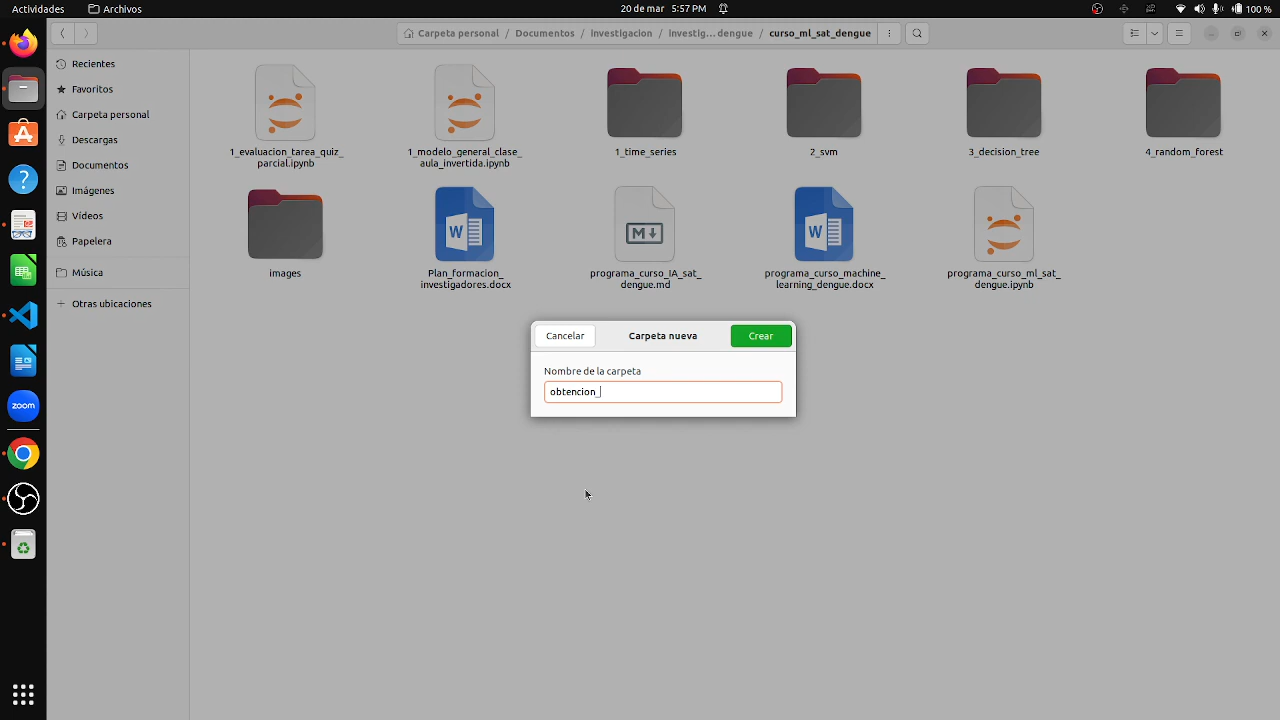 Actividades Archivos 20 de mar 5:57 PM 100 %
Carpeta personal / Documentos / investigacion / Investig... dengue / curso_ml_sat_dengue
Recientes
Favoritos
Carpeta personal
Descargas
Documentos
Imágenes
Vídeos
Papelera
Música
+ Otras ubicaciones
1_evaluacion_tarea_quiz_
parcial.ipynb
1_modelo_general_clase_
aula_invertida.ipynb
1_time_series
2_svm
3_decision_tree
4_random_forest
images
W
Plan_formacion_
investigadores.docx
M
programa_curso_IA_sat_
dengue.md
W
programa_curso_machine_
learning_dengue.docx
programa_curso_ml_sat_
dengue.ipynb
Cancelar Carpeta nueva Crear
Nombre de la carpeta
obtencion_
zoom